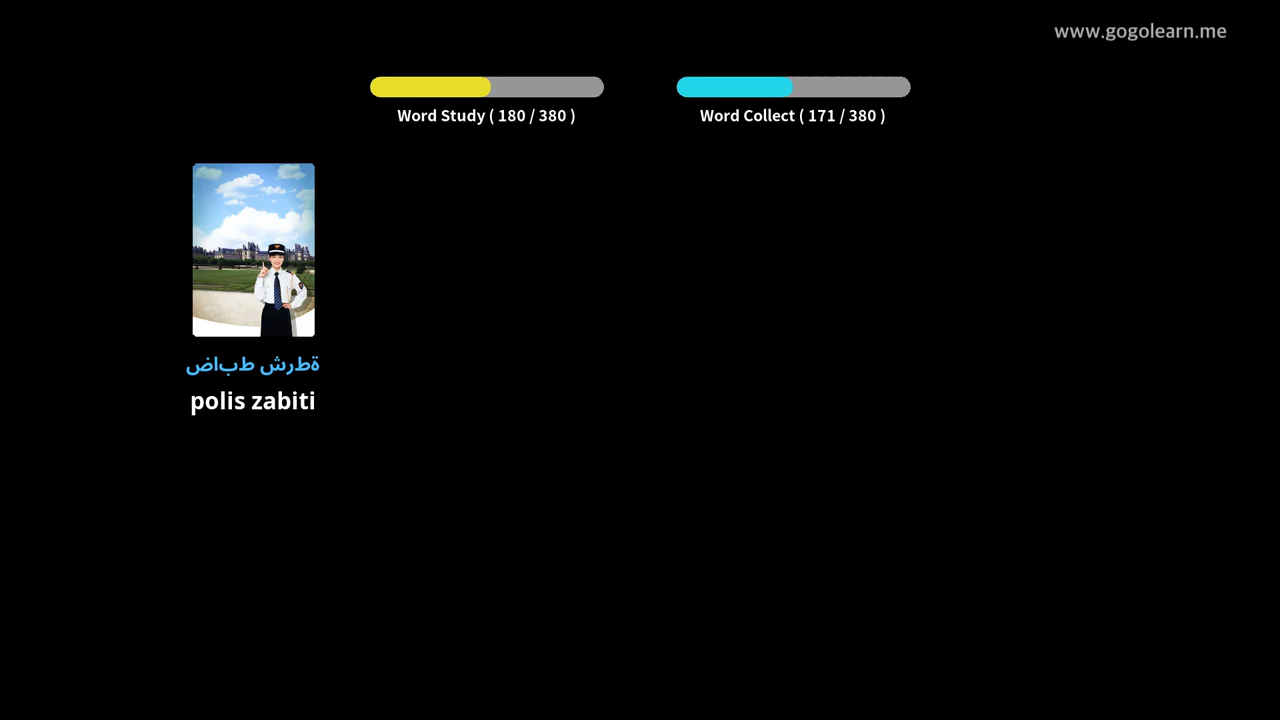 www.gogolearn.me
Word Study ( 180 / 380 )
Word Collect ( 171 / 380 )
ةطرش طباض
polis zabiti